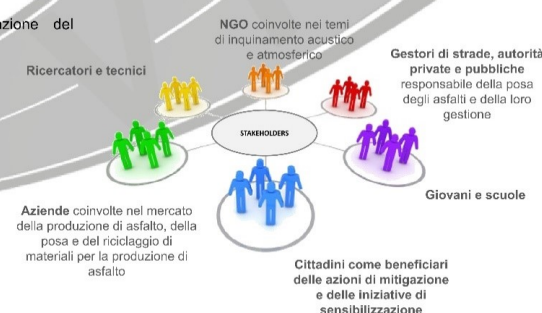 azione del
NGO coinvolte nei temi
di inquinamento acustico
e atmosferico
Ricercatori e tecnici
Gestori di strade, autorità
private e pubbliche
responsabile della posa
degli asfalti e della loro
gestione
STAKEHOLDERS
Giovani e scuole
Aziende coinvolte nel mercato
della produzione di asfalto, della
posa e del riciclaggio di
materiali per la produzione di
asfalto
Cittadini come beneficiari
delle azioni di mitigazione
e delle iniziative di
sensibilizzazione